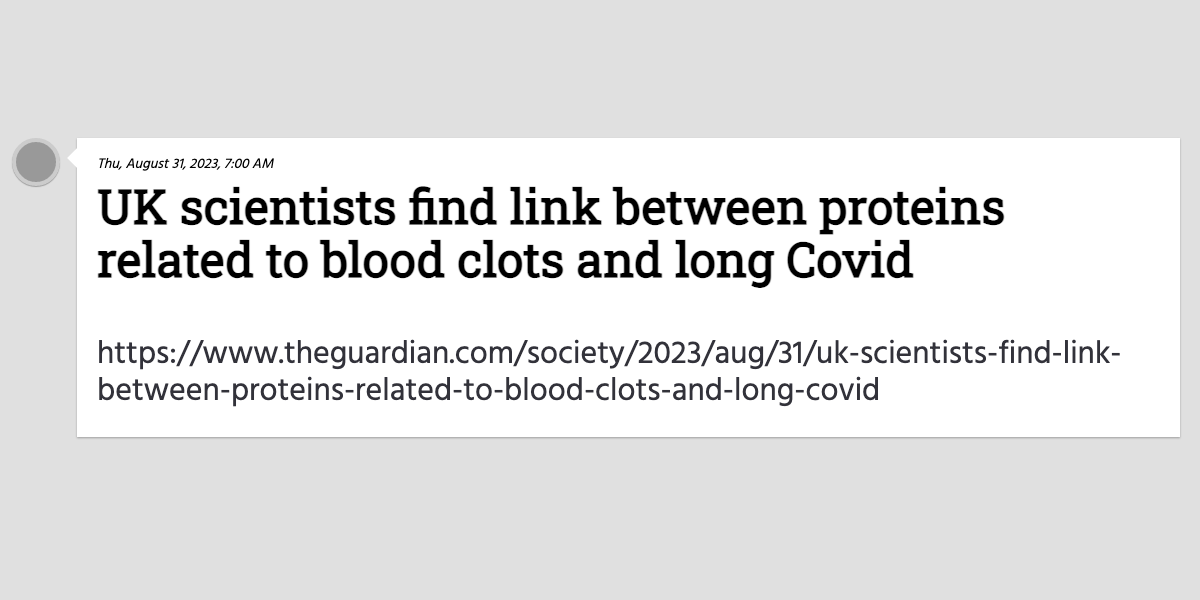 Thu, August 31, 2023, 7:00 AM
UK scientists find link between proteins
related to blood clots and long Covid
https://www.theguardian.com/society/2023/aug/31/uk-scientists-find-link-
between-proteins-related-to-blood-clots-and-long-covid